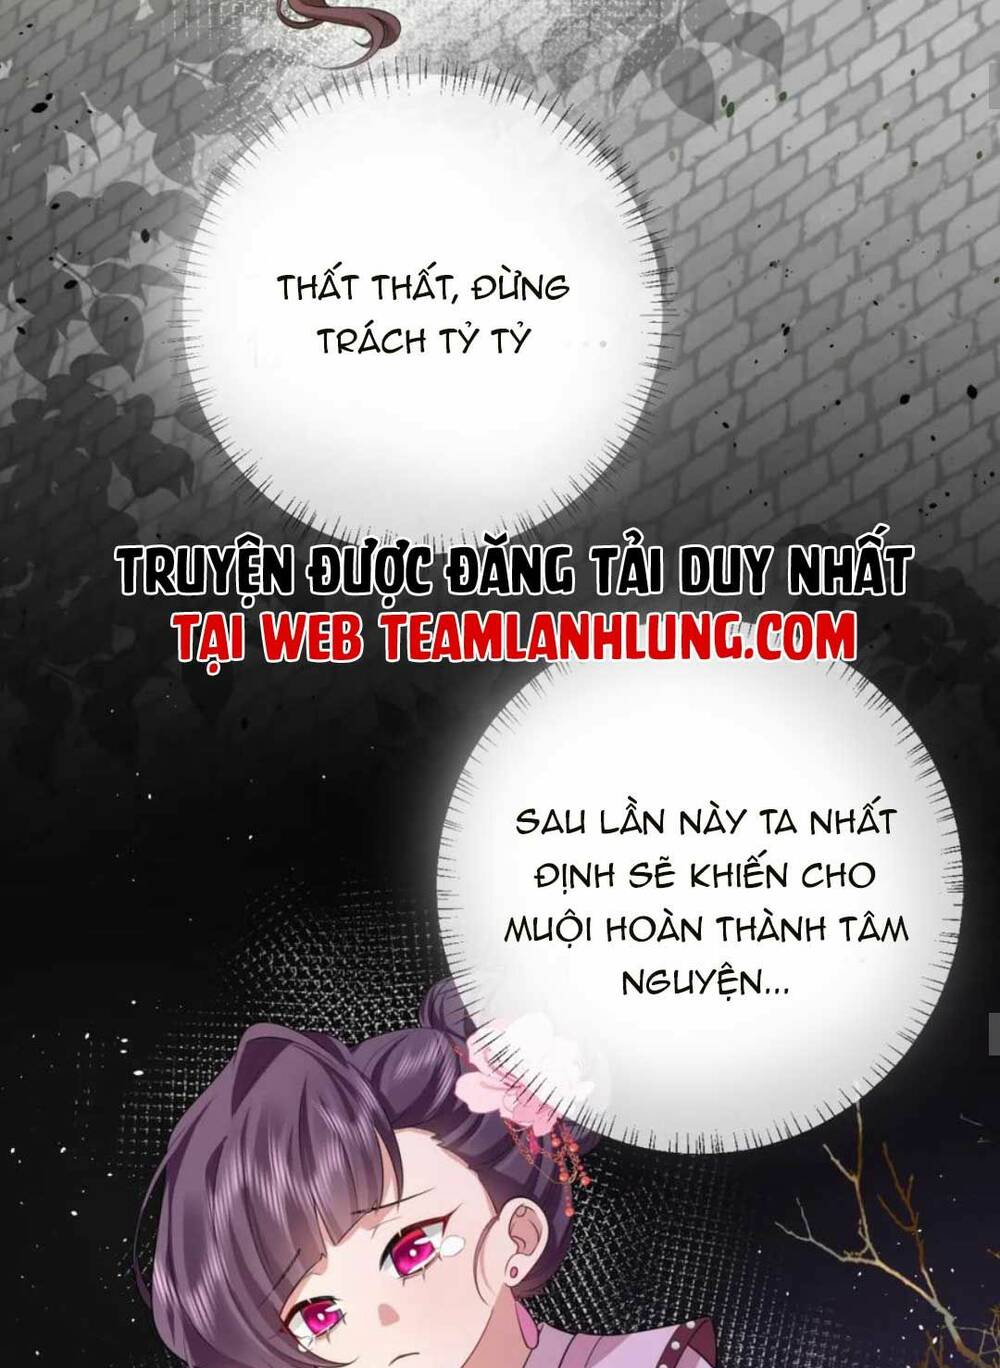 THẤT THẤT, ĐỪNG
TRÁCH TỶ TỶ
TRUYỆN ĐƯỢC ĐĂNG TẢI DUY NHẤT
TẠI WEB TEAMLANHLUNG.COM
SAU LẦN NÀY TA NHẤT
ĐỊNH SẼ KHIẾN CHO
MUỘI HOÀN THÀNH TÂM
NGUYỆN...